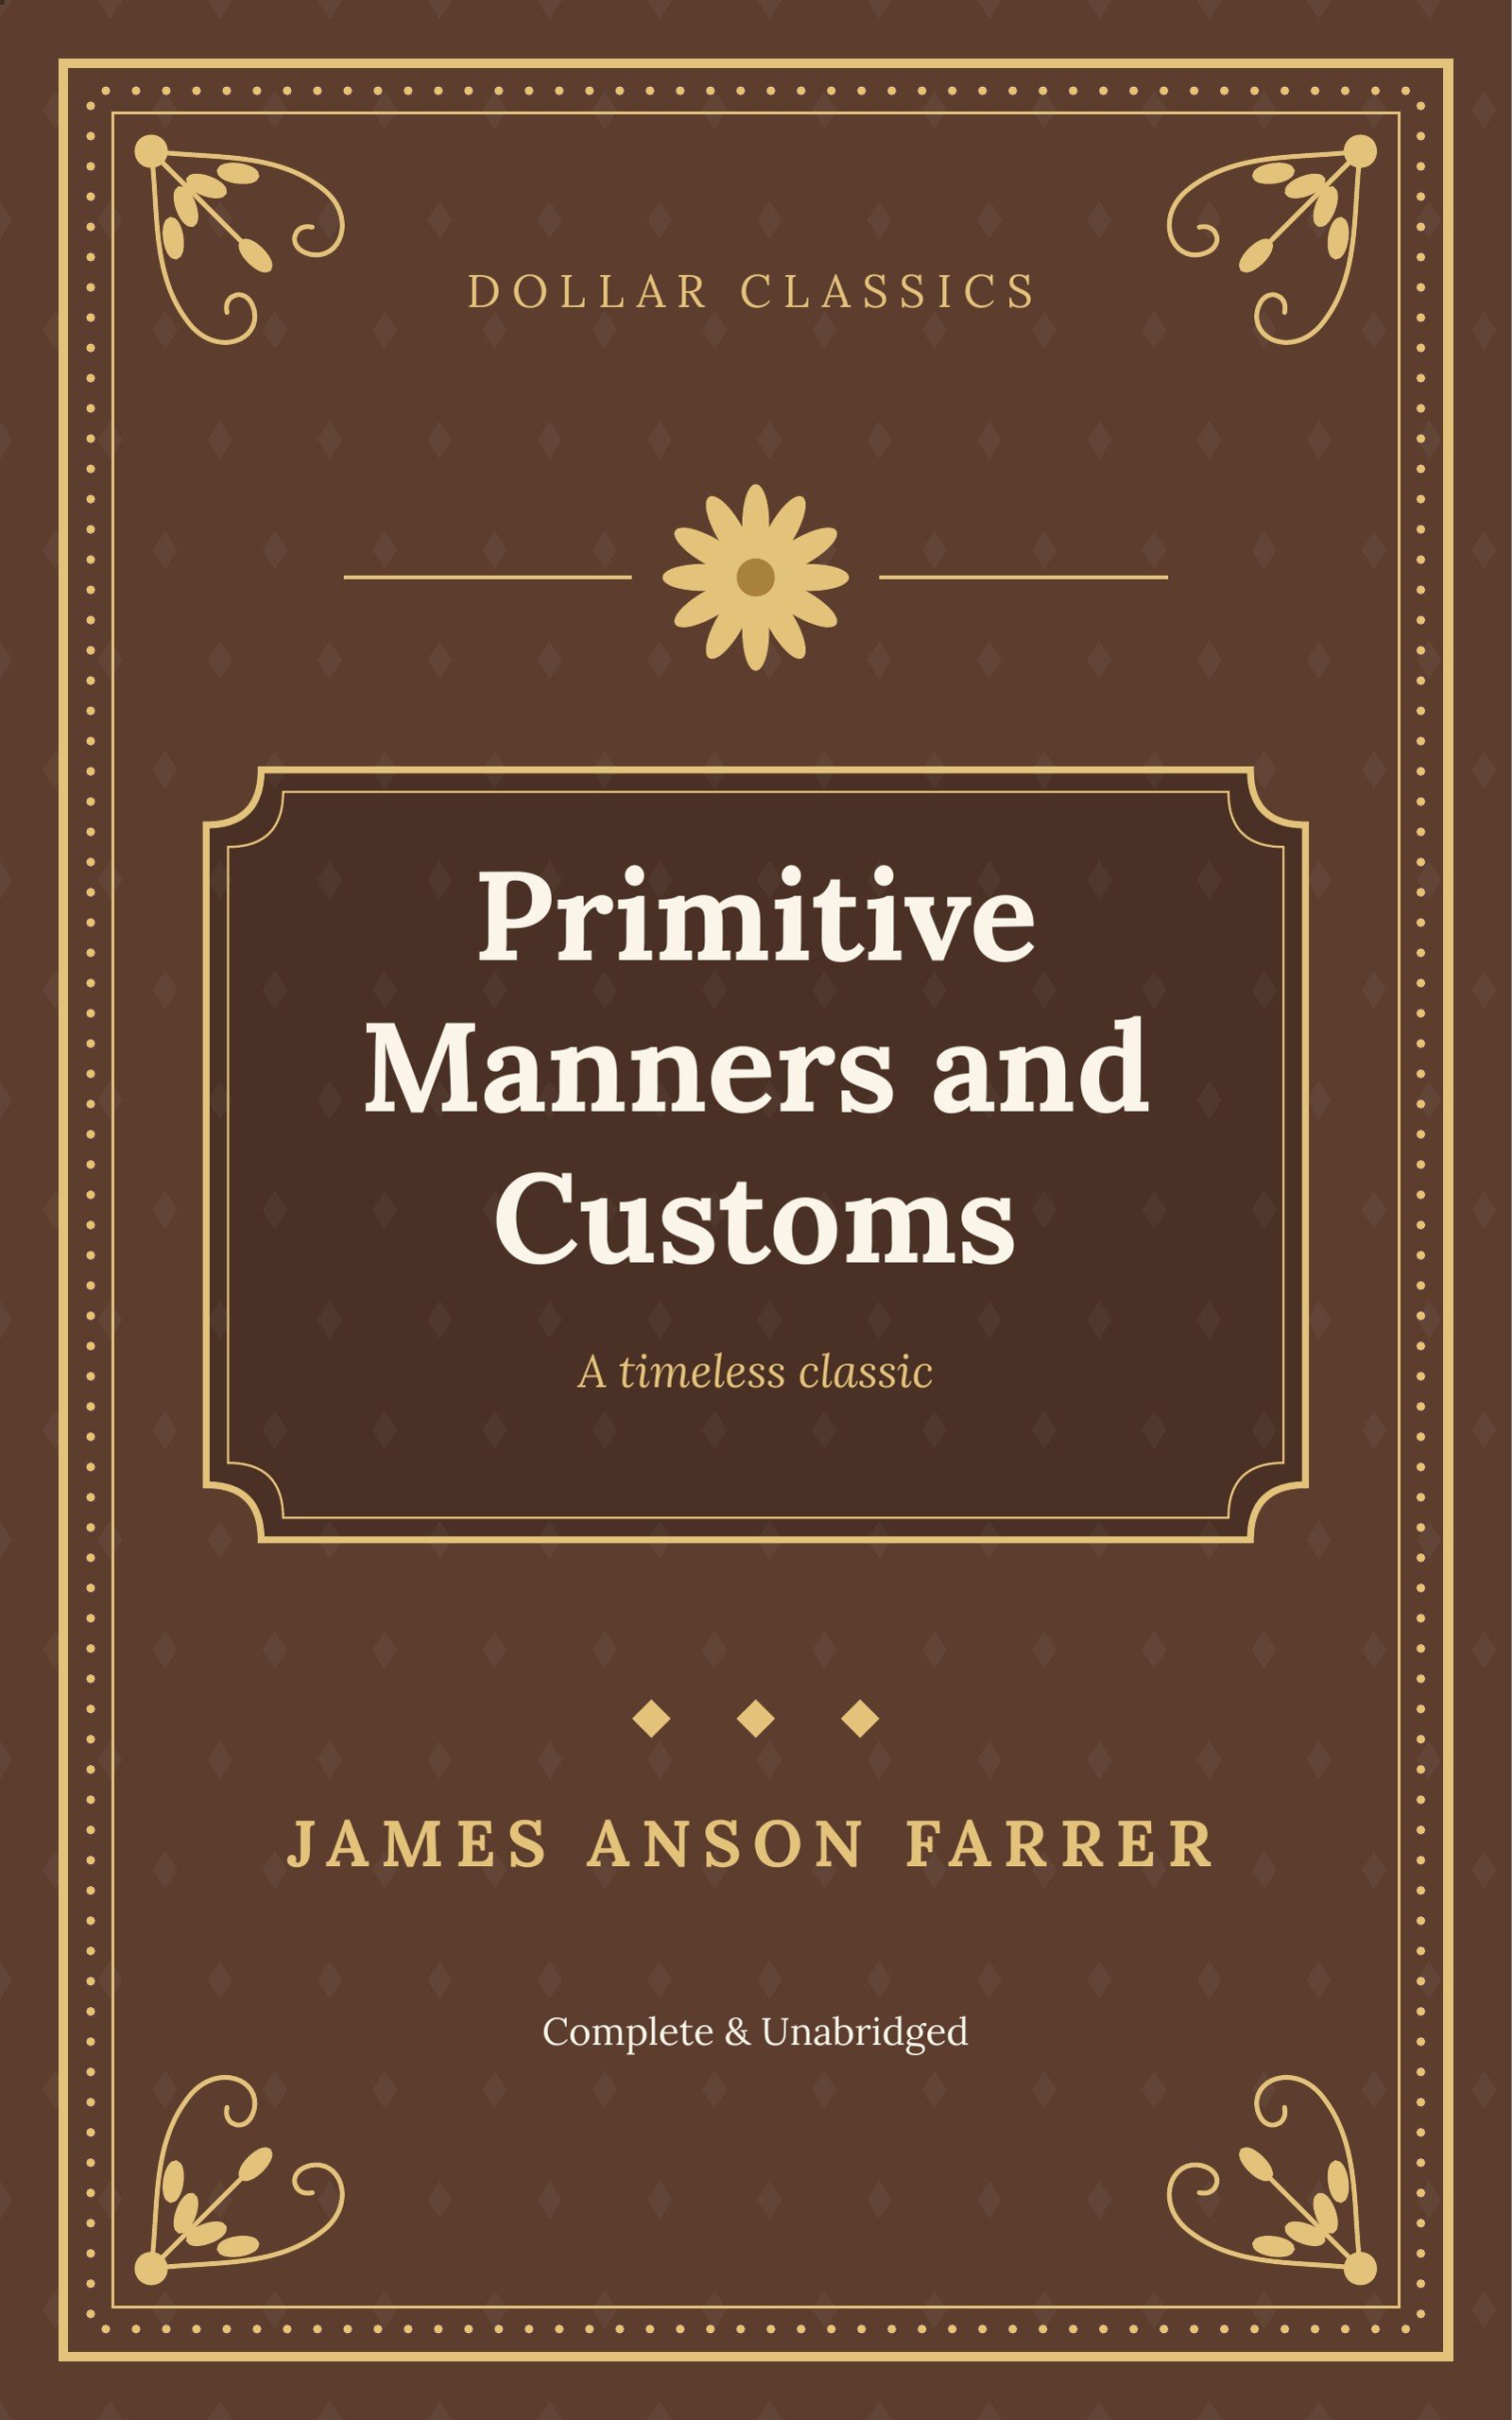 DOLLAR CLASSICS
Primitive
Manners and
Customs
A timeless classic
JAMES ANSON FARRER
Complete & Unabridged